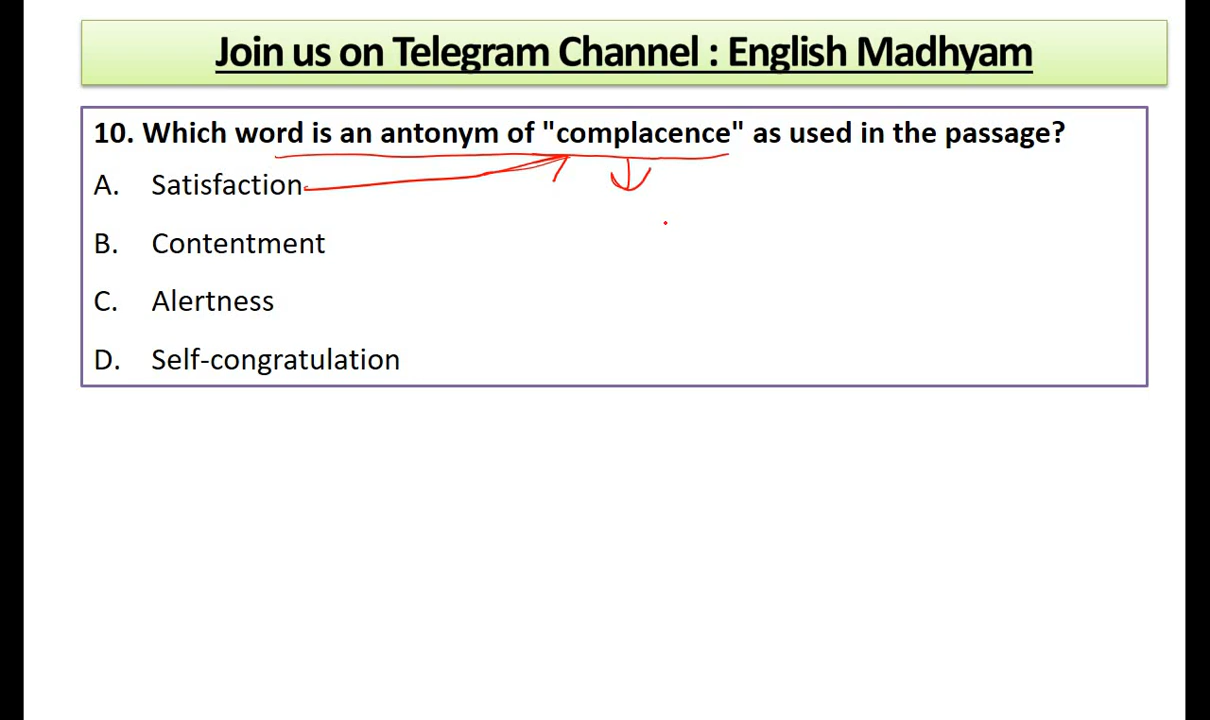 Join us on Telegram Channel : English Madhyam
10. Which word is an antonym of "complacence" as used in the passage?
A. Satisfaction
B. Contentment
C. Alertness
D. Self-congratulation